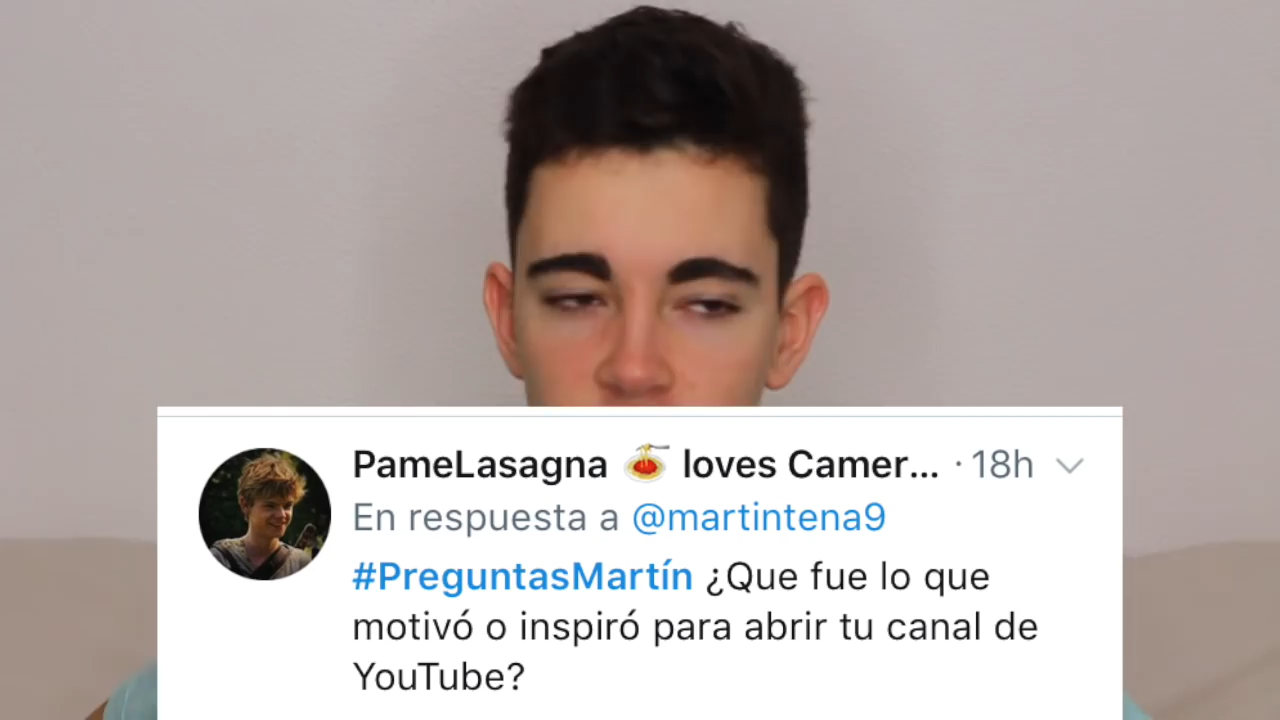 PameLasagna 🍝 loves Camer... · 18h
En respuesta a @martintena9
#PreguntasMartín ¿Que fue lo que
motivó o inspiró para abrir tu canal de
YouTube?